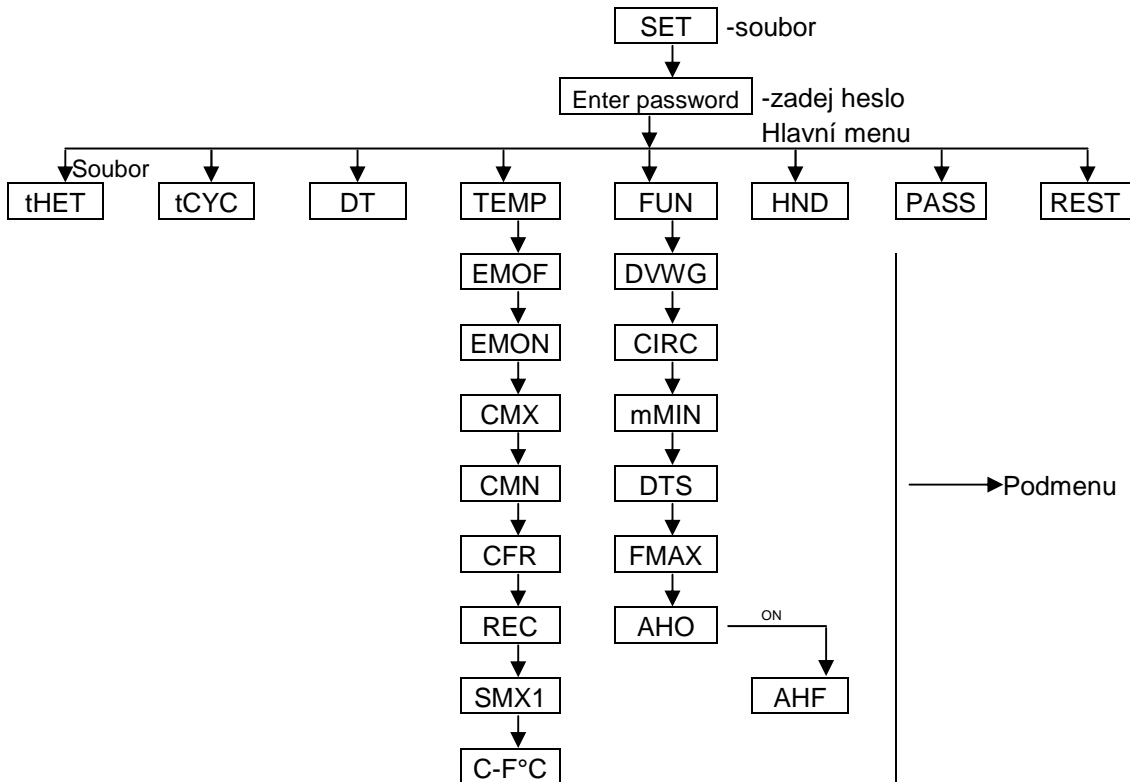 SET -soubor
Enter password -zadej heslo
Hlavní menu
Soubor
tHET tCYC DT TEMP FUN HND PASS REST
EMOF DVWG
EMON CIRC
CMX mMIN
CMN DTS Podmenu
CFR FMAX
REC AHO ON
SMX1 AHF
C-F°C